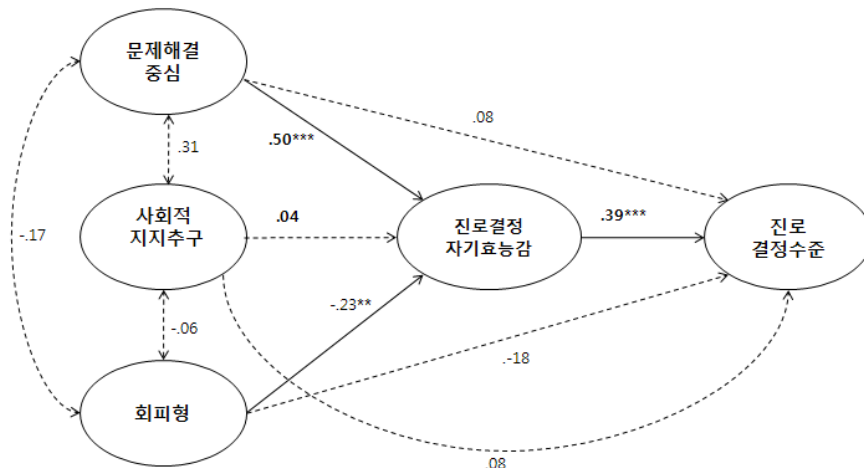 문제해결
중심
.08
.50***
.31
사회적
지지추구
.04
진로결정
자기효능감
.39***
진로
결정수준
-.17
-.23**
-.06
.-18
회피형
.08